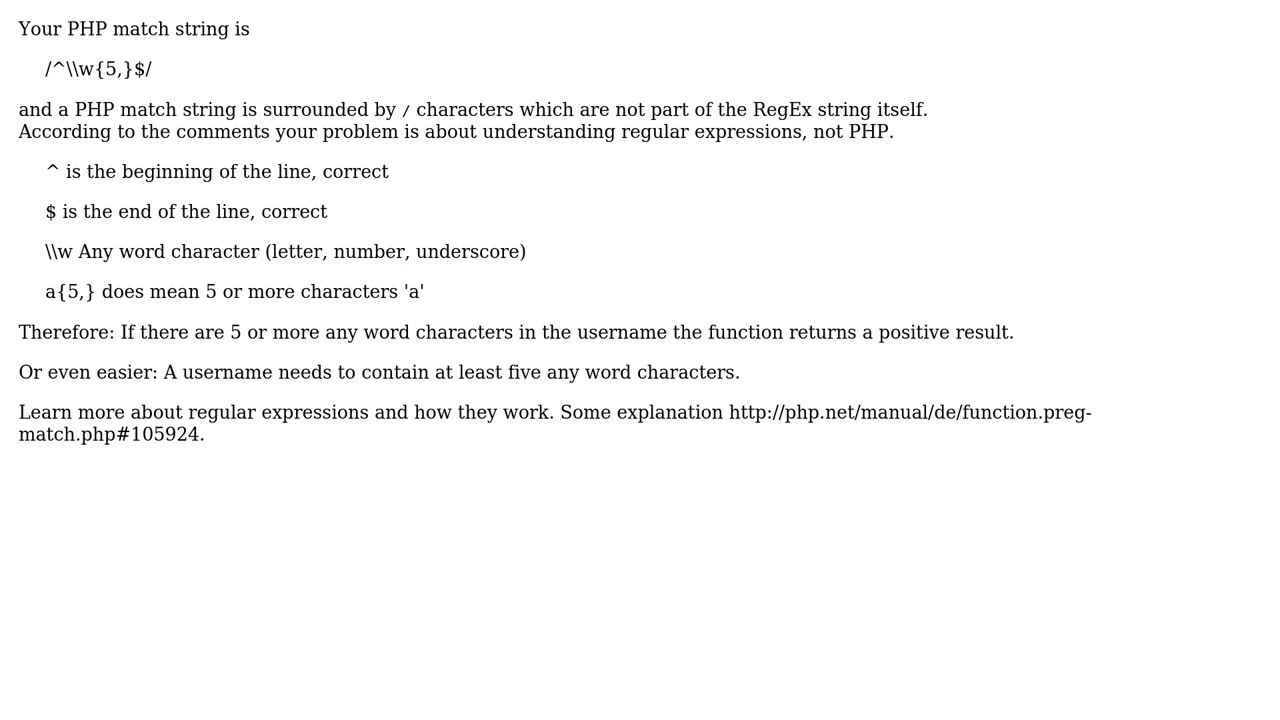 Your PHP match string is
/^\\w{5,}$/
and a PHP match string is surrounded by / characters which are not part of the RegEx string itself.
According to the comments your problem is about understanding regular expressions, not PHP.
^ is the beginning of the line, correct
$ is the end of the line, correct
\\w Any word character (letter, number, underscore)
a{5,} does mean 5 or more characters 'a'
Therefore: If there are 5 or more any word characters in the username the function returns a positive result.
Or even easier: A username needs to contain at least five any word characters.
Learn more about regular expressions and how they work. Some explanation http://php.net/manual/de/function.preg-
match.php#105924.